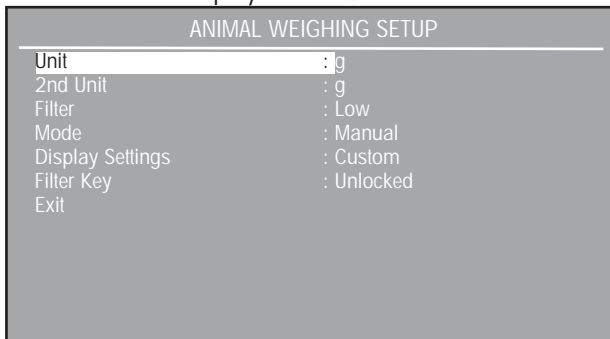 ANIMAL WEIGHING SETUP
Unit : g
2nd Unit : g
Filter : Low
Mode : Manual
Display Settings : Custom
Filter Key : Unlocked
Exit